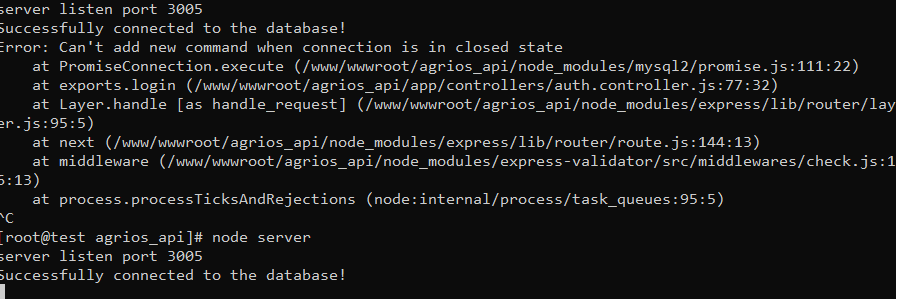 server listen port 3005
Successfully connected to the database!
Error: Can't add new command when connection is in closed state
    at PromiseConnection.execute (/www/wwwroot/agrios_api/node_modules/mysql2/promise.js:111:22)
    at exports.login (/www/wwwroot/agrios_api/app/controllers/auth.controller.js:77:32)
    at Layer.handle [as handle_request] (/www/wwwroot/agrios_api/node_modules/express/lib/router/lay
er.js:95:5)
    at next (/www/wwwroot/agrios_api/node_modules/express/lib/router/route.js:144:13)
    at middleware (/www/wwwroot/agrios_api/node_modules/express-validator/src/middlewares/check.js:1
6:13)
    at process.processTicksAndRejections (node:internal/process/task_queues:95:5)
^C
[root@test agrios_api]# node server
server listen port 3005
Successfully connected to the database!